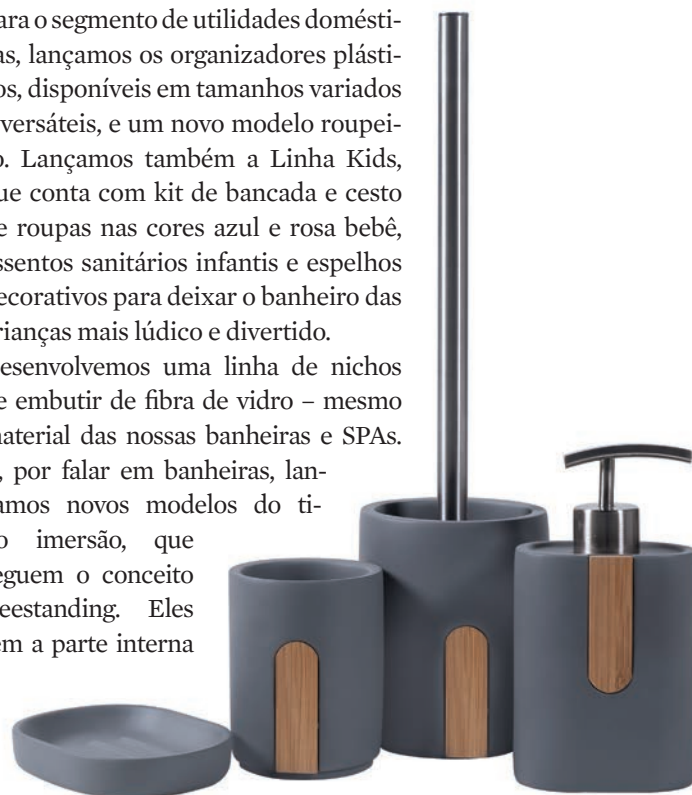 ara o segmento de utilidades domésti-
as, lançamos os organizadores plásti-
os, disponíveis em tamanhos variados
versáteis, e um novo modelo roupei-
o. Lançamos também a Linha Kids,
ue conta com kit de bancada e cesto
e roupas nas cores azul e rosa bebê,
ssentos sanitários infantis e espelhos
ecorativos para deixar o banheiro das
rianças mais lúdico e divertido.
esenvolvemos uma linha de nichos
e embutir de fibra de vidro – mesmo
naterial das nossas banheiras e SPAs.
, por falar em banheiras, lan-
amos novos modelos do ti-
o imersão, que
eguem o conceito
eestanding. Eles
êm a parte interna